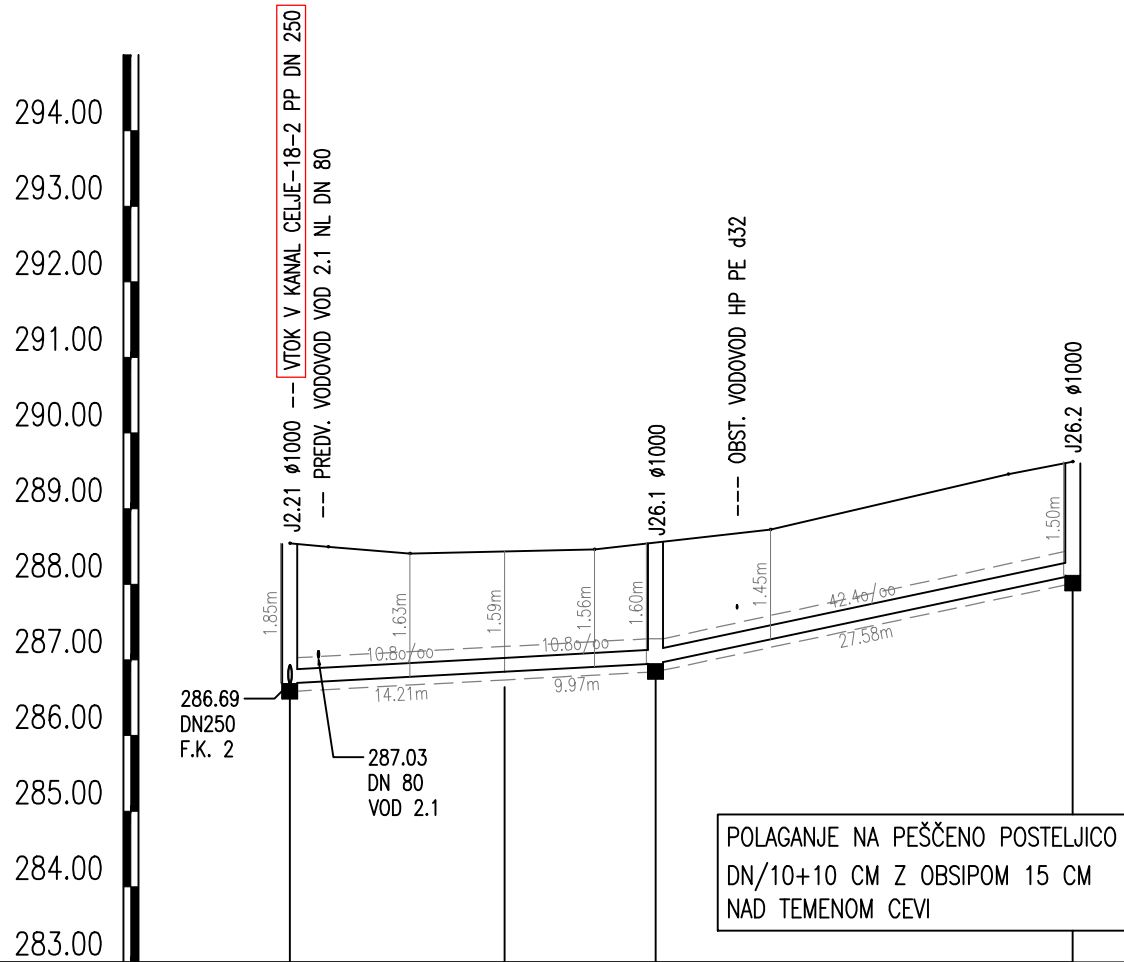 294.00
293.00
292.00
291.00
290.00
289.00
288.00
287.00
286.00
285.00
284.00
283.00
J2.21 ø1000 -- VTOK V KANAL CELJE-18-2 PP DN 250
-- PREDV. VODOVOD VOD 2.1 NL DN 80
J26.1 ø1000
---- OBST. VODOVOD HP PE d32
J26.2 ø1000
1.85m
1.63m
1.59m
1.56m
1.60m
1.45m
1.50m
10.8o/oo
10.8o/oo
42.4o/oo
14.21m
9.97m
27.58m
286.69
DN250
F.K. 2
287.03
DN 80
VOD 2.1
POLAGANJE NA PEŠČENO POSTELJICO
DN/10+10 CM Z OBSIPOM 15 CM
NAD TEMENOM CEVI